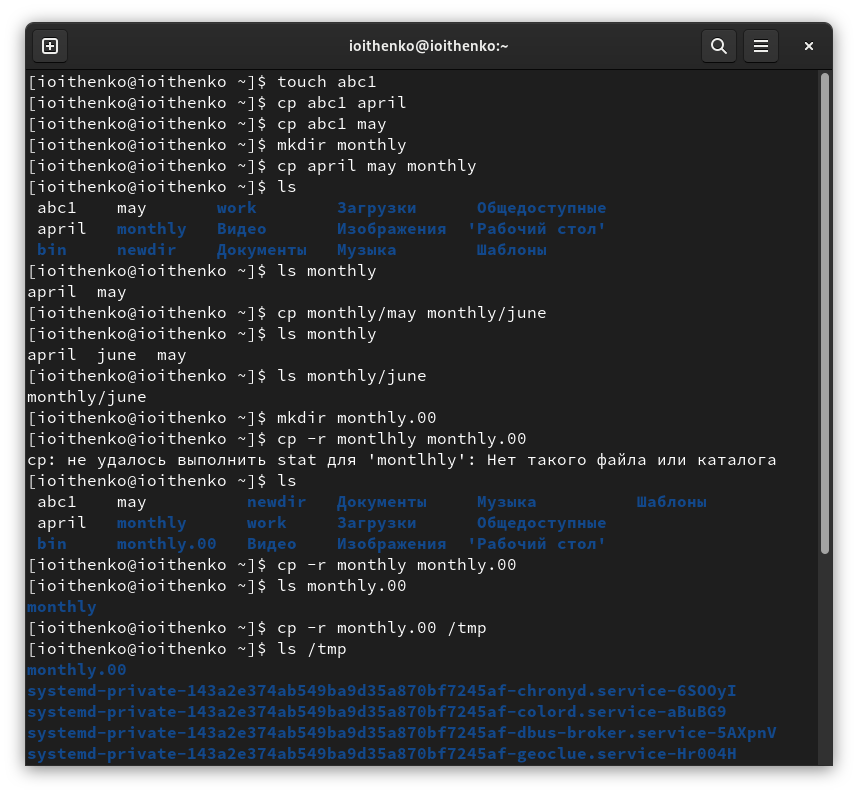 ioithenko@ioithenko:~
[ioithenko@ioithenko ~]$ touch abc1
[ioithenko@ioithenko ~]$ cp abc1 april
[ioithenko@ioithenko ~]$ cp abc1 may
[ioithenko@ioithenko ~]$ mkdir monthly
[ioithenko@ioithenko ~]$ cp april may monthly
[ioithenko@ioithenko ~]$ ls
abc1 may work Загрузки Общедоступные
april monthly Видео Изображения 'Рабочий стол'
bin newdir Документы Музыка Шаблоны
[ioithenko@ioithenko ~]$ ls monthly
april may
[ioithenko@ioithenko ~]$ cp monthly/may monthly/june
[ioithenko@ioithenko ~]$ ls monthly
april june may
[ioithenko@ioithenko ~]$ ls monthly/june
monthly/june
[ioithenko@ioithenko ~]$ mkdir monthly.00
[ioithenko@ioithenko ~]$ cp -r montlhly monthly.00
cp: не удалось выполнить stat для 'montlhly': Нет такого файла или каталога
[ioithenko@ioithenko ~]$ ls
abc1 may newdir Документы Музыка Шаблоны
april monthly work Загрузки Общедоступные
bin monthly.00 Видео Изображения 'Рабочий стол'
[ioithenko@ioithenko ~]$ cp -r monthly monthly.00
[ioithenko@ioithenko ~]$ ls monthly.00
monthly
[ioithenko@ioithenko ~]$ cp -r monthly.00 /tmp
[ioithenko@ioithenko ~]$ ls /tmp
monthly.00
systemd-private-143a2e374ab549ba9d35a870bf7245af-chronyd.service-6SOOyI
systemd-private-143a2e374ab549ba9d35a870bf7245af-colord.service-aBuBG9
systemd-private-143a2e374ab549ba9d35a870bf7245af-dbus-broker.service-5AXpnV
systemd-private-143a2e374ab549ba9d35a870bf7245af-geoclue.service-Hr004H